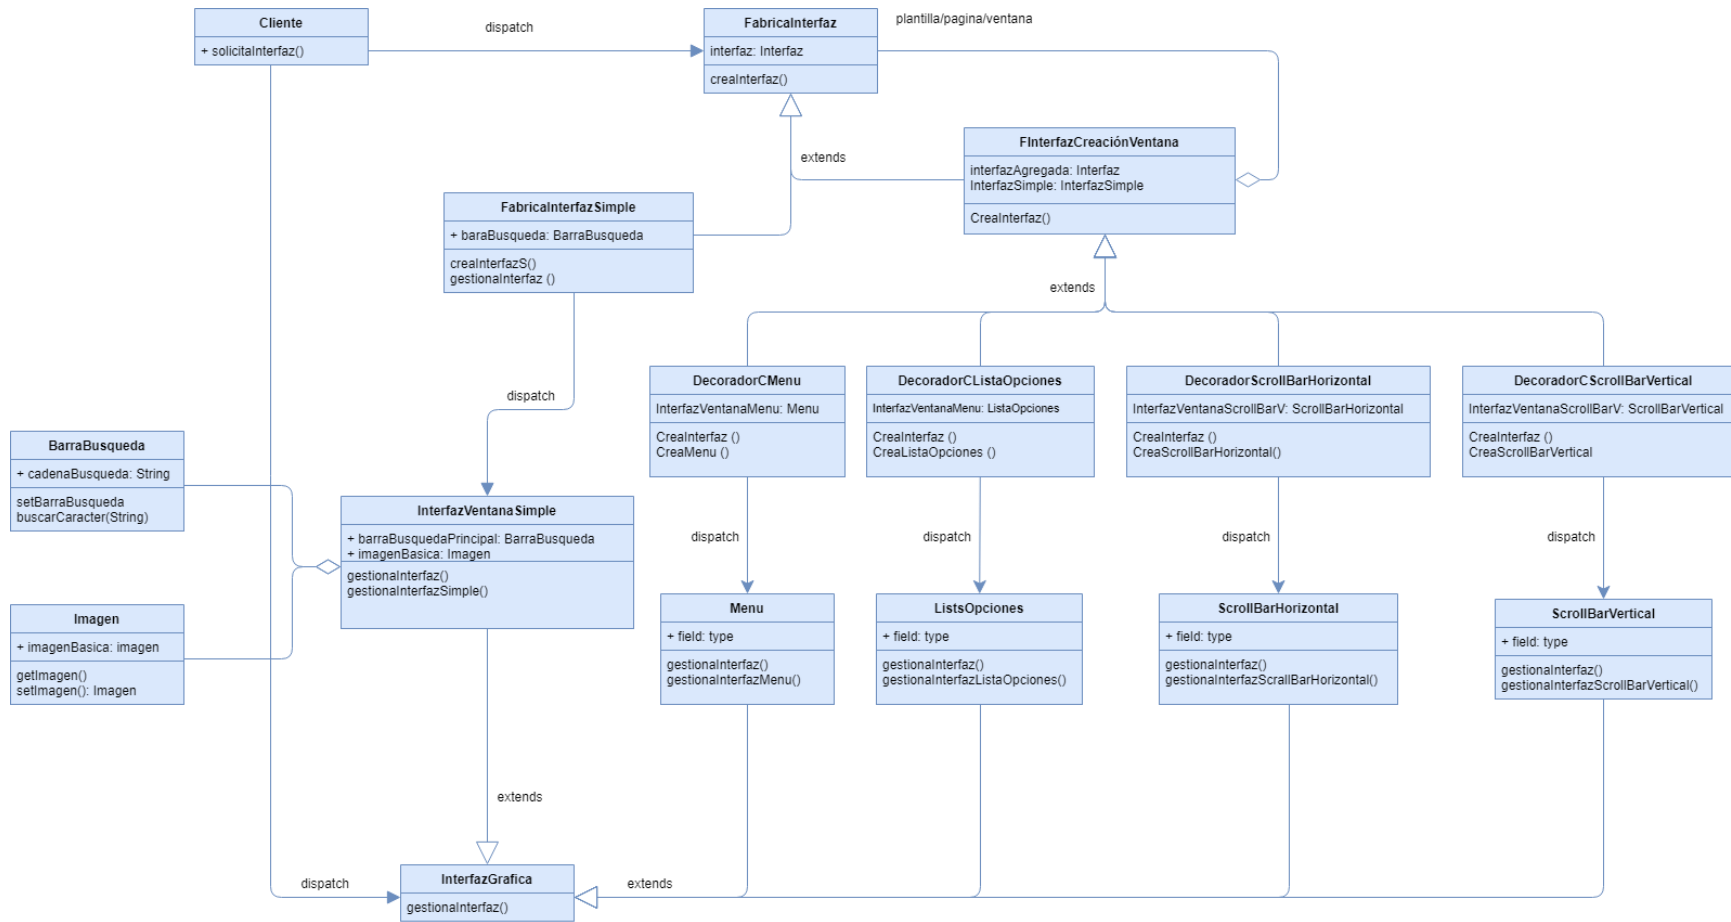 Cliente
+ solicitaInterfaz()
dispatch
FabricaInterfaz
interfaz: Interfaz
creaInterfaz()
plantilla/pagina/ventana
extends
FInterfazCreaciónVentana
interfazAgregada: Interfaz
InterfazSimple: InterfazSimple
CreaInterfaz()
FabricaInterfazSimple
+ baraBusqueda: BarraBusqueda
creaInterfazS()
gestionaInterfaz ()
extends
dispatch
DecoradorCMenu
InterfazVentanaMenu: Menu
CreaInterfaz ()
CreaMenu ()
DecoradorCListaOpciones
InterfazVentanaMenu: ListaOpciones
CreaInterfaz ()
CreaListaOpciones ()
DecoradorScrollBarHorizontal
InterfazVentanaScrollBarV: ScrollBarHorizontal
CreaInterfaz ()
CreaScrollBarHorizontal()
DecoradorCScrollBarVertical
InterfazVentanaScrollBarV: ScrollBarVertical
CreaInterfaz ()
CreaScrollBarVertical
BarraBusqueda
+ cadenaBusqueda: String
setBarraBusqueda
buscarCaracter(String)
InterfazVentanaSimple
+ barraBusquedaPrincipal: BarraBusqueda
+ imagenBasica: Imagen
gestionaInterfaz()
gestionaInterfazSimple()
dispatch
dispatch
dispatch
dispatch
Imagen
+ imagenBasica: imagen
getImagen()
setImagen(): Imagen
Menu
+ field: type
gestionaInterfaz()
gestionaInterfazMenu()
ListsOpciones
+ field: type
gestionaInterfaz()
gestionaInterfazListaOpciones()
ScrollBarHorizontal
+ field: type
gestionaInterfaz()
gestionaInterfazScrallBarHorizontal()
ScrollBarVertical
+ field: type
gestionaInterfaz()
gestionaInterfazScrollBarVertical()
extends
dispatch
InterfazGrafica
gestionaInterfaz()
extends